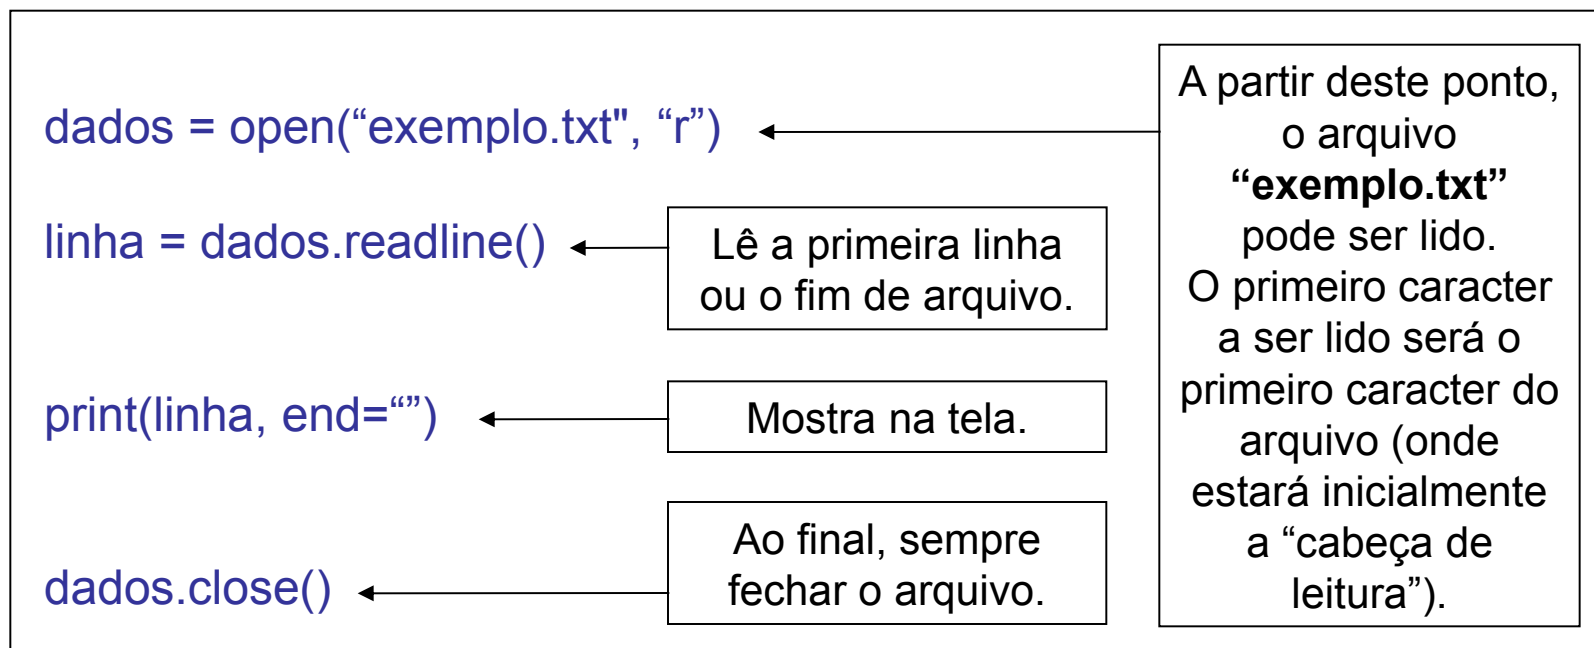 dados = open(“exemplo.txt", “r”)
linha = dados.readline()
Lê a primeira linha
ou o fim de arquivo.
print(linha, end=“”)
Mostra na tela.
dados.close()
Ao final, sempre
fechar o arquivo.
A partir deste ponto,
o arquivo
“exemplo.txt”
pode ser lido.
O primeiro caracter
a ser lido será o
primeiro caracter do
arquivo (onde
estará inicialmente
a “cabeça de
leitura”).